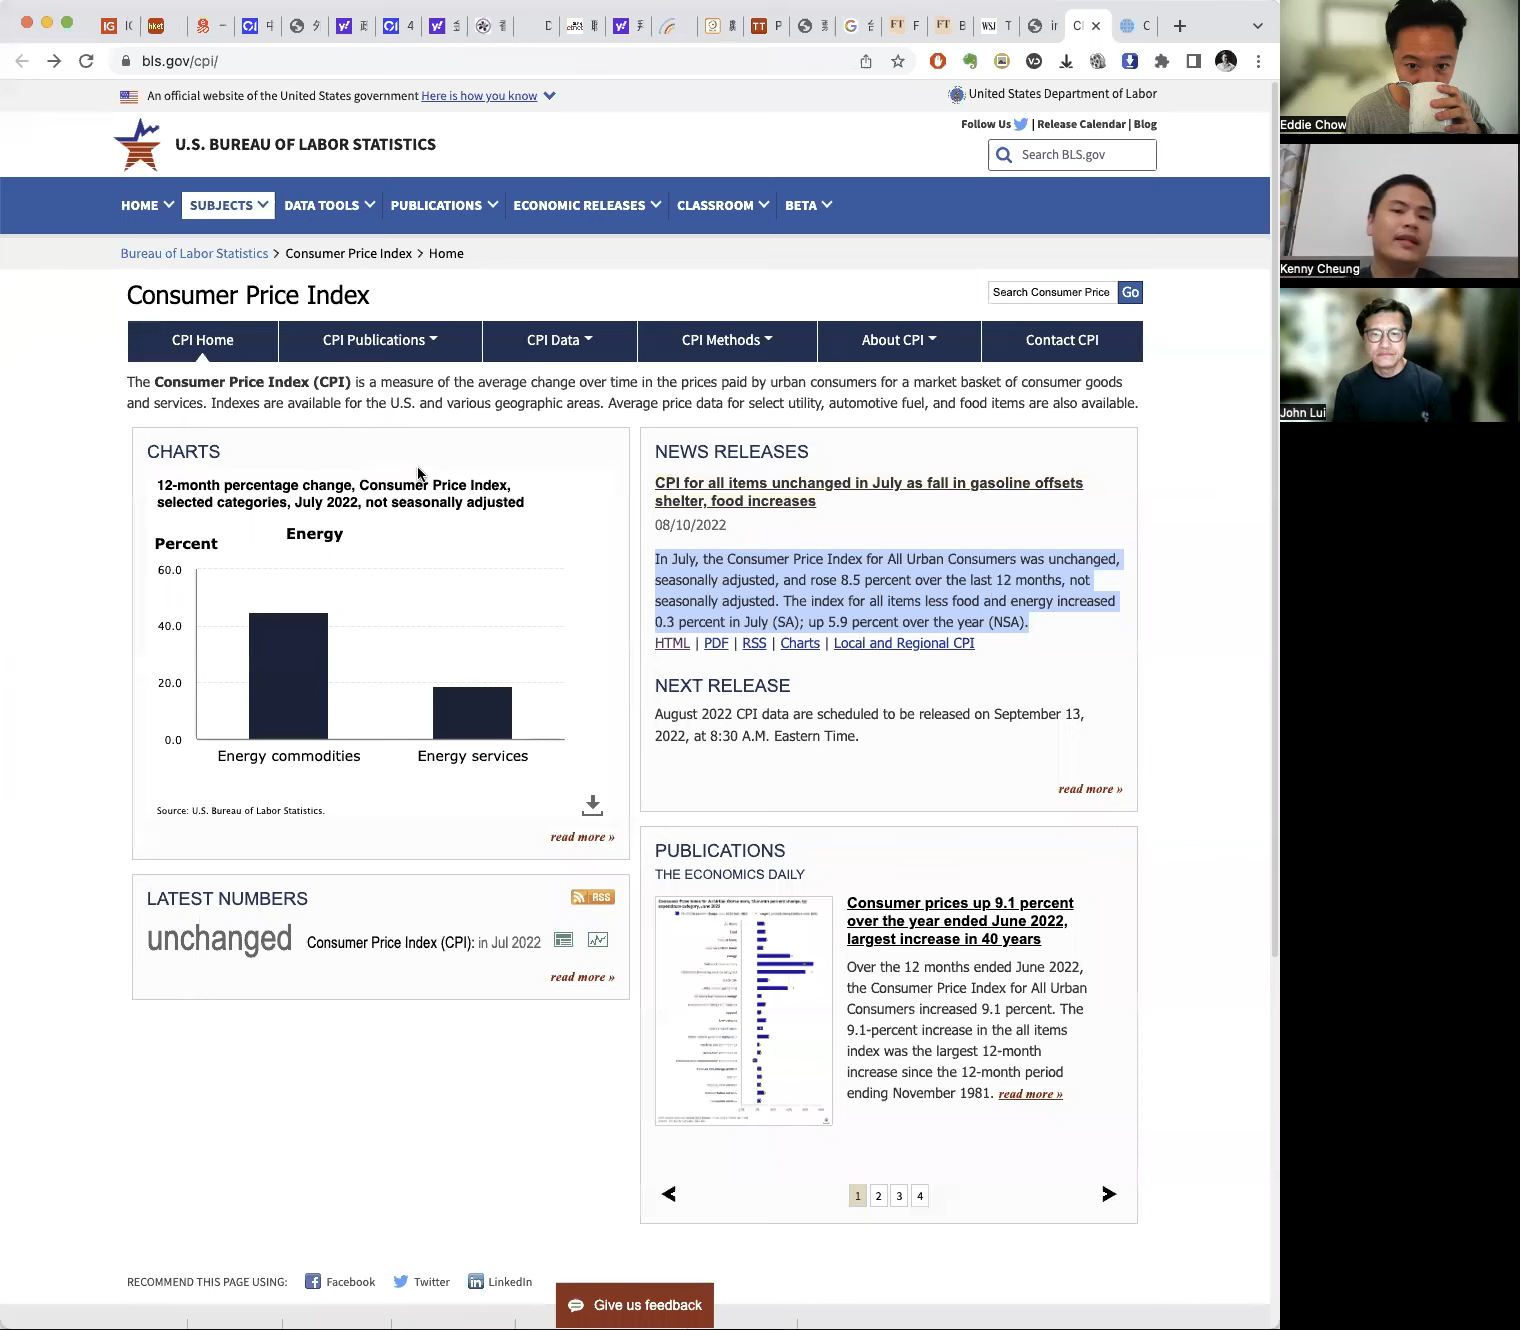 bls.gov/cpi/
An official website of the United States government Here is how you know
United States Department of Labor
Follow Us | Release Calendar | Blog
U.S. BUREAU OF LABOR STATISTICS
Search BLS.gov
HOME SUBJECTS DATA TOOLS PUBLICATIONS ECONOMIC RELEASES CLASSROOM BETA
Bureau of Labor Statistics > Consumer Price Index > Home
Consumer Price Index
Search Consumer Price Go
CPI Home CPI Publications CPI Data CPI Methods About CPI Contact CPI
The Consumer Price Index (CPI) is a measure of the average change over time in the prices paid by urban consumers for a market basket of consumer goods
and services. Indexes are available for the U.S. and various geographic areas. Average price data for select utility, automotive fuel, and food items are also available.
CHARTS
12-month percentage change, Consumer Price Index,
selected categories, July 2022, not seasonally adjusted
Energy
Percent
60.0
40.0
20.0
0.0
Energy commodities Energy services
Source: U.S. Bureau of Labor Statistics.
read more »
LATEST NUMBERS
RSS
unchanged Consumer Price Index (CPI): in Jul 2022
read more »
NEWS RELEASES
CPI for all items unchanged in July as fall in gasoline offsets
shelter, food increases
08/10/2022
In July, the Consumer Price Index for All Urban Consumers was unchanged,
seasonally adjusted, and rose 8.5 percent over the last 12 months, not
seasonally adjusted. The index for all items less food and energy increased
0.3 percent in July (SA); up 5.9 percent over the year (NSA).
HTML | PDF | RSS | Charts | Local and Regional CPI
NEXT RELEASE
August 2022 CPI data are scheduled to be released on September 13,
2022, at 8:30 A.M. Eastern Time.
read more »
PUBLICATIONS
THE ECONOMICS DAILY
Consumer prices up 9.1 percent
over the year ended June 2022,
largest increase in 40 years
Over the 12 months ended June 2022,
the Consumer Price Index for All Urban
Consumers increased 9.1 percent. The
9.1-percent increase in the all items
index was the largest 12-month
increase since the 12-month period
ending November 1981. read more »
1 2 3 4
RECOMMEND THIS PAGE USING: Facebook Twitter LinkedIn
Give us feedback
Eddie Chow
Kenny Cheung
John Lui